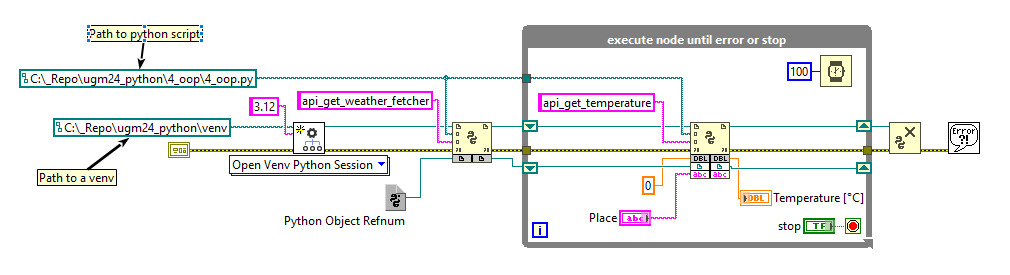 Path to python script
execute node until error or stop
C:\_Repo\ugm24_python\4_oop\4_oop.py
100
3.12
api_get_weather_fetcher
api_get_temperature
C:\_Repo\ugm24_python\venv
Error
?!
Open Venv Python Session
DBL DBL
Path to a venv
0
abc abc
DBL
Temperature [°C]
Python Object Refnum
Place
abc
stop
TF
i